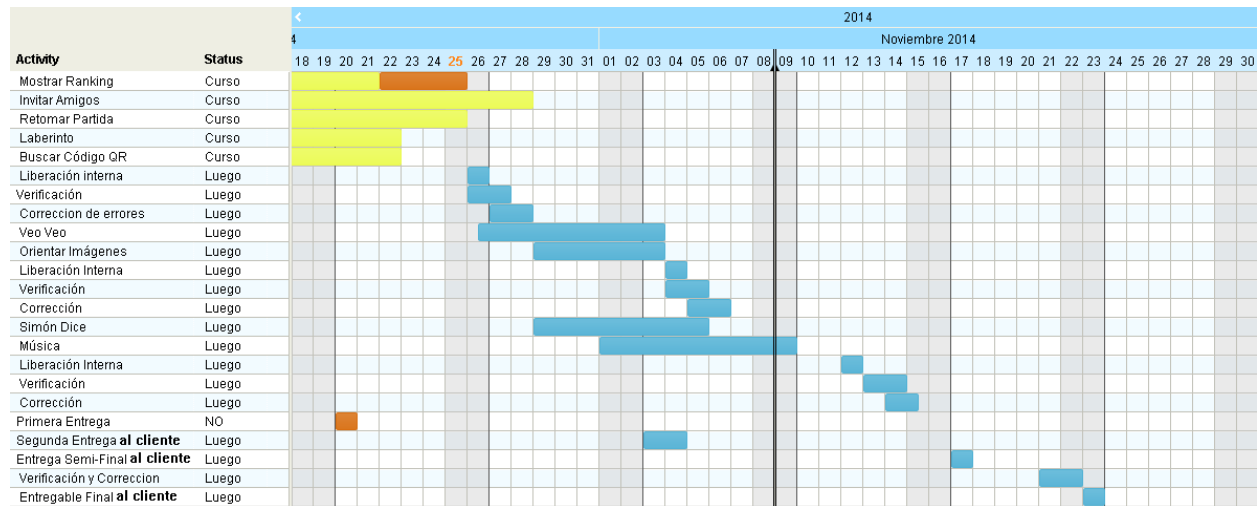 2014
4 Noviembre 2014
Activity Status 18 19 20 21 22 23 24 25 26 27 28 29 30 31 01 02 03 04 05 06 07 08 09 10 11 12 13 14 15 16 17 18 19 20 21 22 23 24 25 26 27 28 29 30
Mostrar Ranking Curso
Invitar Amigos Curso
Retomar Partida Curso
Laberinto Curso
Buscar Código QR Curso
Liberación interna Luego
Verificación Luego
Correccion de errores Luego
Veo Veo Luego
Orientar Imágenes Luego
Liberación Interna Luego
Verificación Luego
Corrección Luego
Simón Dice Luego
Música Luego
Liberación Interna Luego
Verificación Luego
Corrección Luego
Primera Entrega NO
Segunda Entrega al cliente Luego
Entrega Semi-Final al cliente Luego
Verificación y Correccion Luego
Entregable Final al cliente Luego